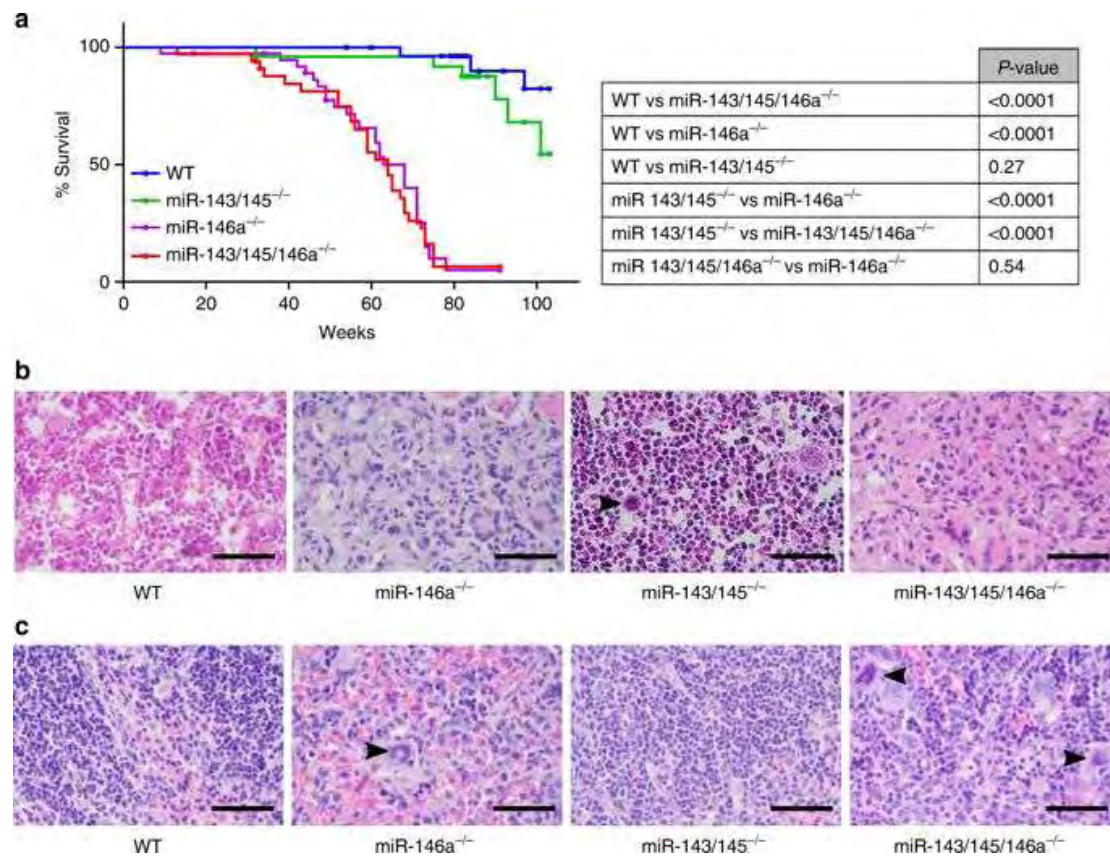 a
100
50
0
% Survival
WT
miR-143/145⁻/⁻
miR-146a⁻/⁻
miR-143/145/146a⁻/⁻
0 20 40 60 80 100
Weeks
P-value
WT vs miR-143/145/146a⁻/⁻ <0.0001
WT vs miR-146a⁻/⁻ <0.0001
WT vs miR-143/145⁻/⁻ 0.27
miR 143/145⁻/⁻ vs miR-146a⁻/⁻ <0.0001
miR 143/145⁻/⁻ vs miR-143/145/146a⁻/⁻ <0.0001
miR 143/145/146a⁻/⁻ vs miR-146a⁻/⁻ 0.54
b
WT miR-146a⁻/⁻ miR-143/145⁻/⁻ miR-143/145/146a⁻/⁻
c
WT miR-146a⁻/⁻ miR-143/145⁻/⁻ miR-143/145/146a⁻/⁻